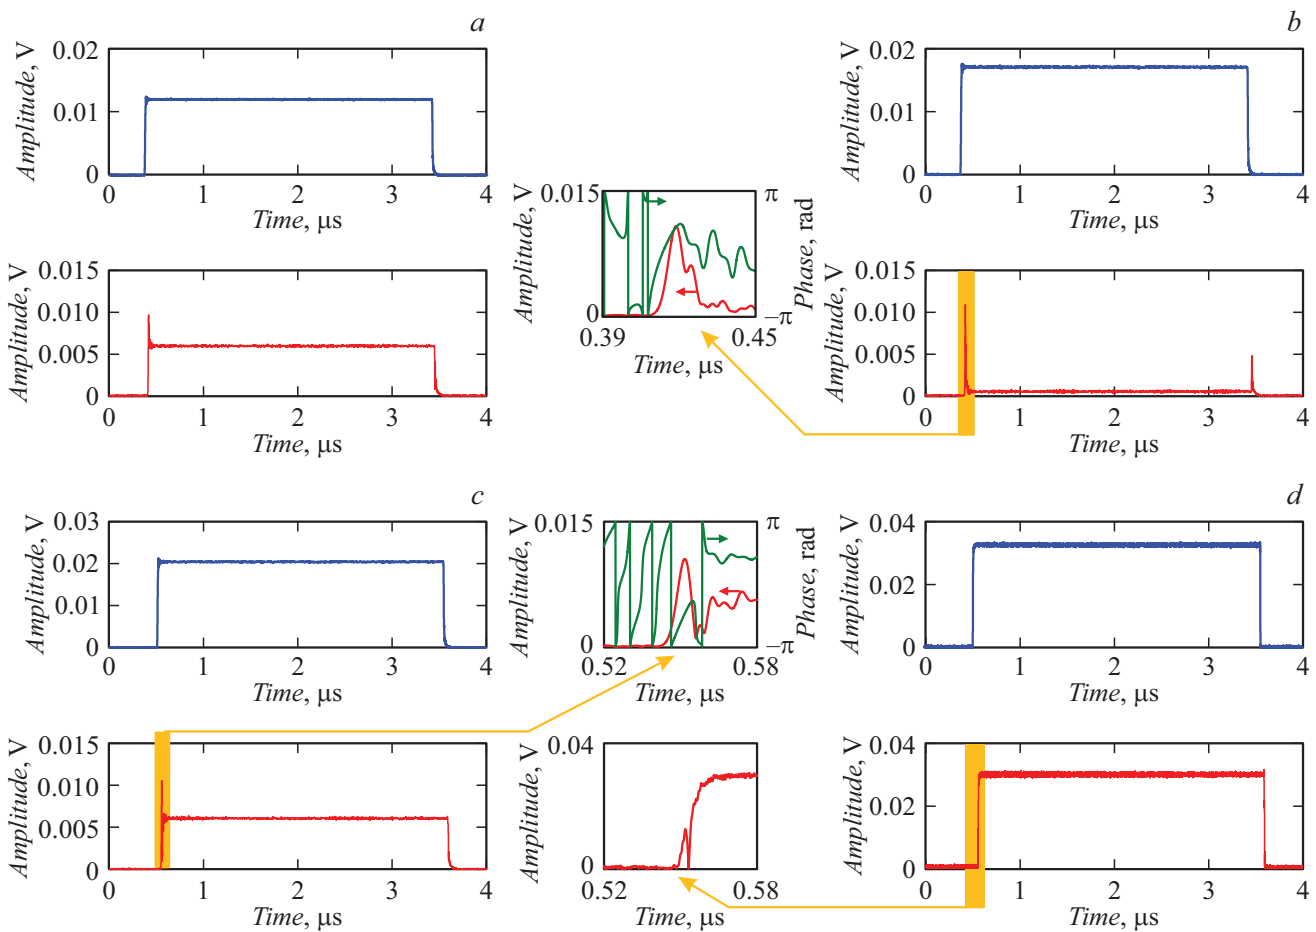 a
Amplitude, V
0.02
0.01
0
0 1 2 3 4
Time, μs
Amplitude, V
0.015
0.010
0.005
0
0 1 2 3 4
Time, μs
Amplitude, V
0.015
0
π
–π
Phase, rad
0.39 0.45
Time, μs
b
Amplitude, V
0.02
0.01
0
0 1 2 3 4
Time, μs
Amplitude, V
0.015
0.010
0.005
0
0 1 2 3 4
Time, μs
c
Amplitude, V
0.03
0.02
0.01
0
0 1 2 3 4
Time, μs
Amplitude, V
0.015
0.010
0.005
0
0 1 2 3 4
Time, μs
Amplitude, V
0.015
0
π
–π
Phase, rad
0.52 0.58
Time, μs
Amplitude, V
0.04
0
0.52 0.58
Time, μs
d
Amplitude, V
0.04
0.02
0
0 1 2 3 4
Time, μs
Amplitude, V
0.04
0.02
0
0 1 2 3 4
Time, μs